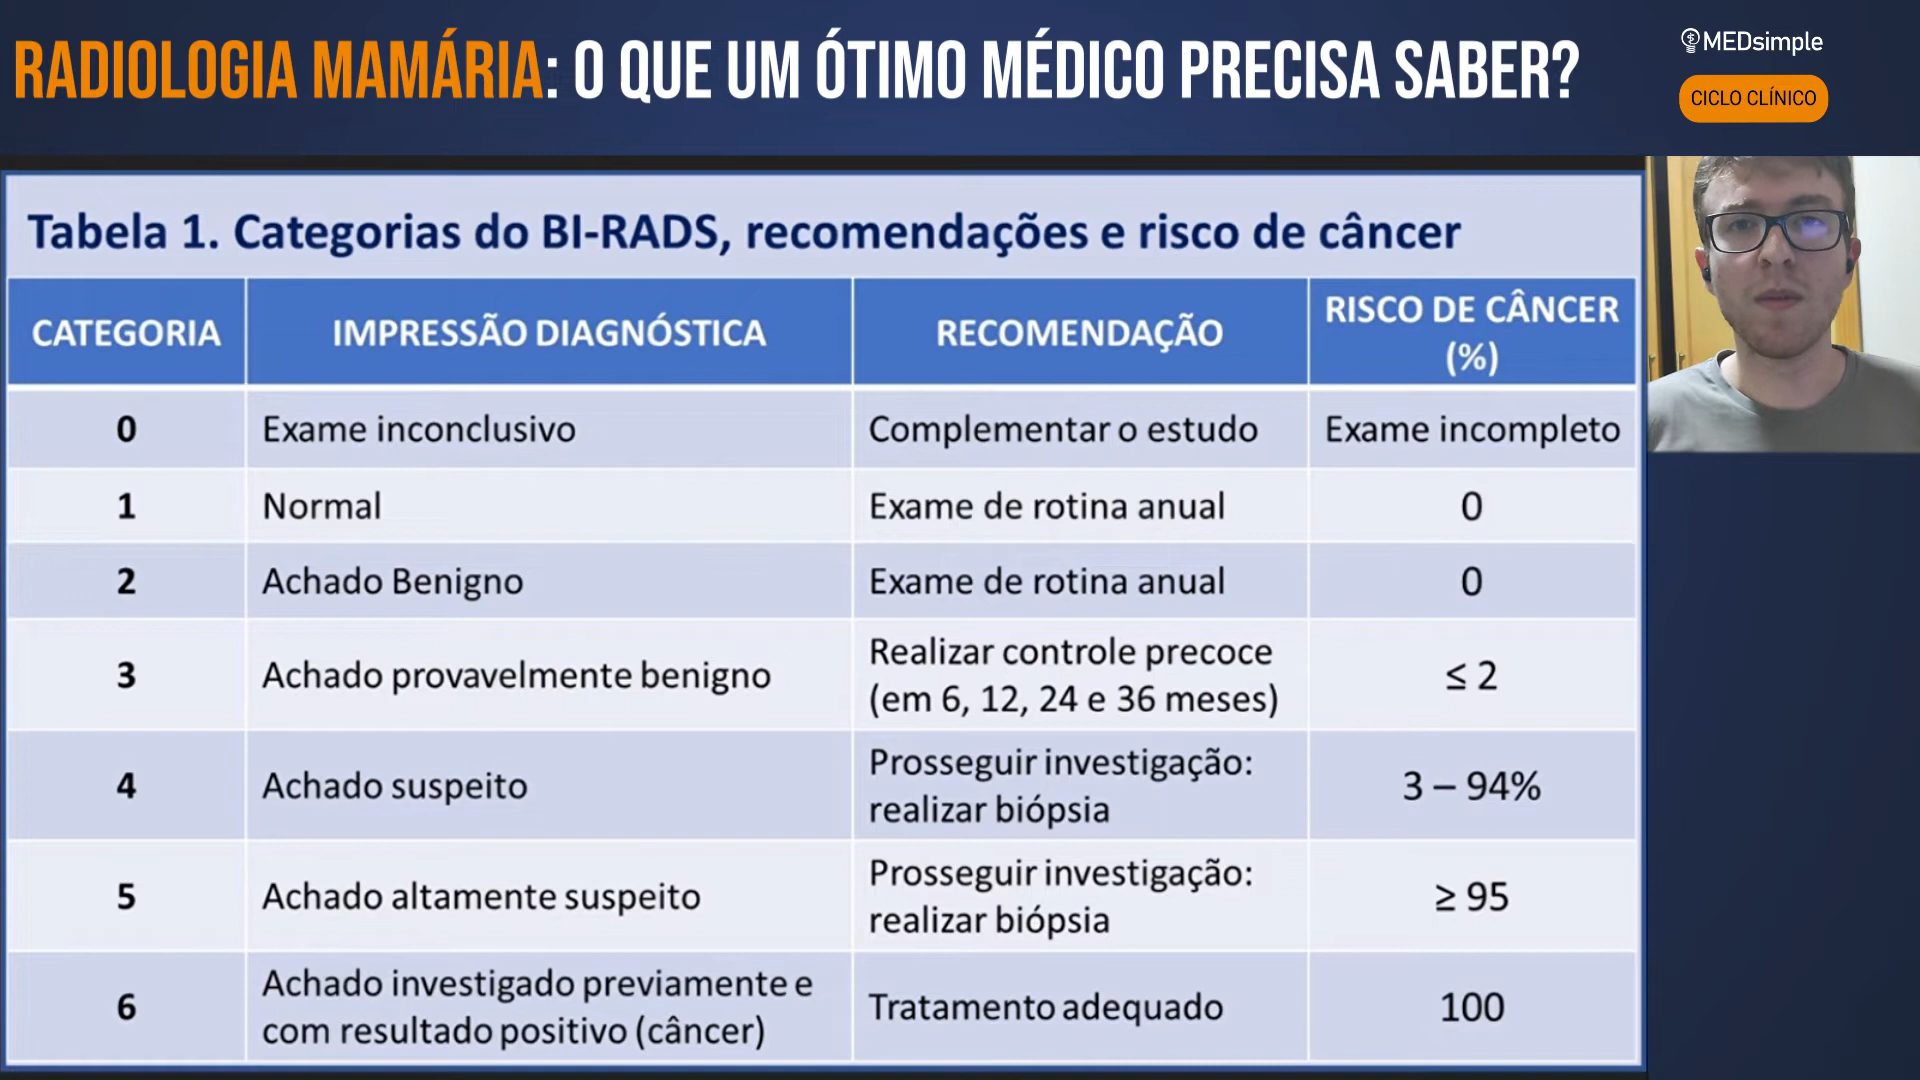 RADIOLOGIA MAMÁRIA: O QUE UM ÓTIMO MÉDICO PRECISA SABER?
MEDsimple
CICLO CLÍNICO
Tabela 1. Categorias do BI-RADS, recomendações e risco de câncer
CATEGORIA IMPRESSÃO DIAGNÓSTICA RECOMENDAÇÃO RISCO DE CÂNCER (%)
0 Exame inconclusivo Complementar o estudo Exame incompleto
1 Normal Exame de rotina anual 0
2 Achado Benigno Exame de rotina anual 0
3 Achado provavelmente benigno Realizar controle precoce (em 6, 12, 24 e 36 meses) ≤ 2
4 Achado suspeito Prosseguir investigação: realizar biópsia 3 – 94%
5 Achado altamente suspeito Prosseguir investigação: realizar biópsia ≥ 95
6 Achado investigado previamente e com resultado positivo (câncer) Tratamento adequado 100